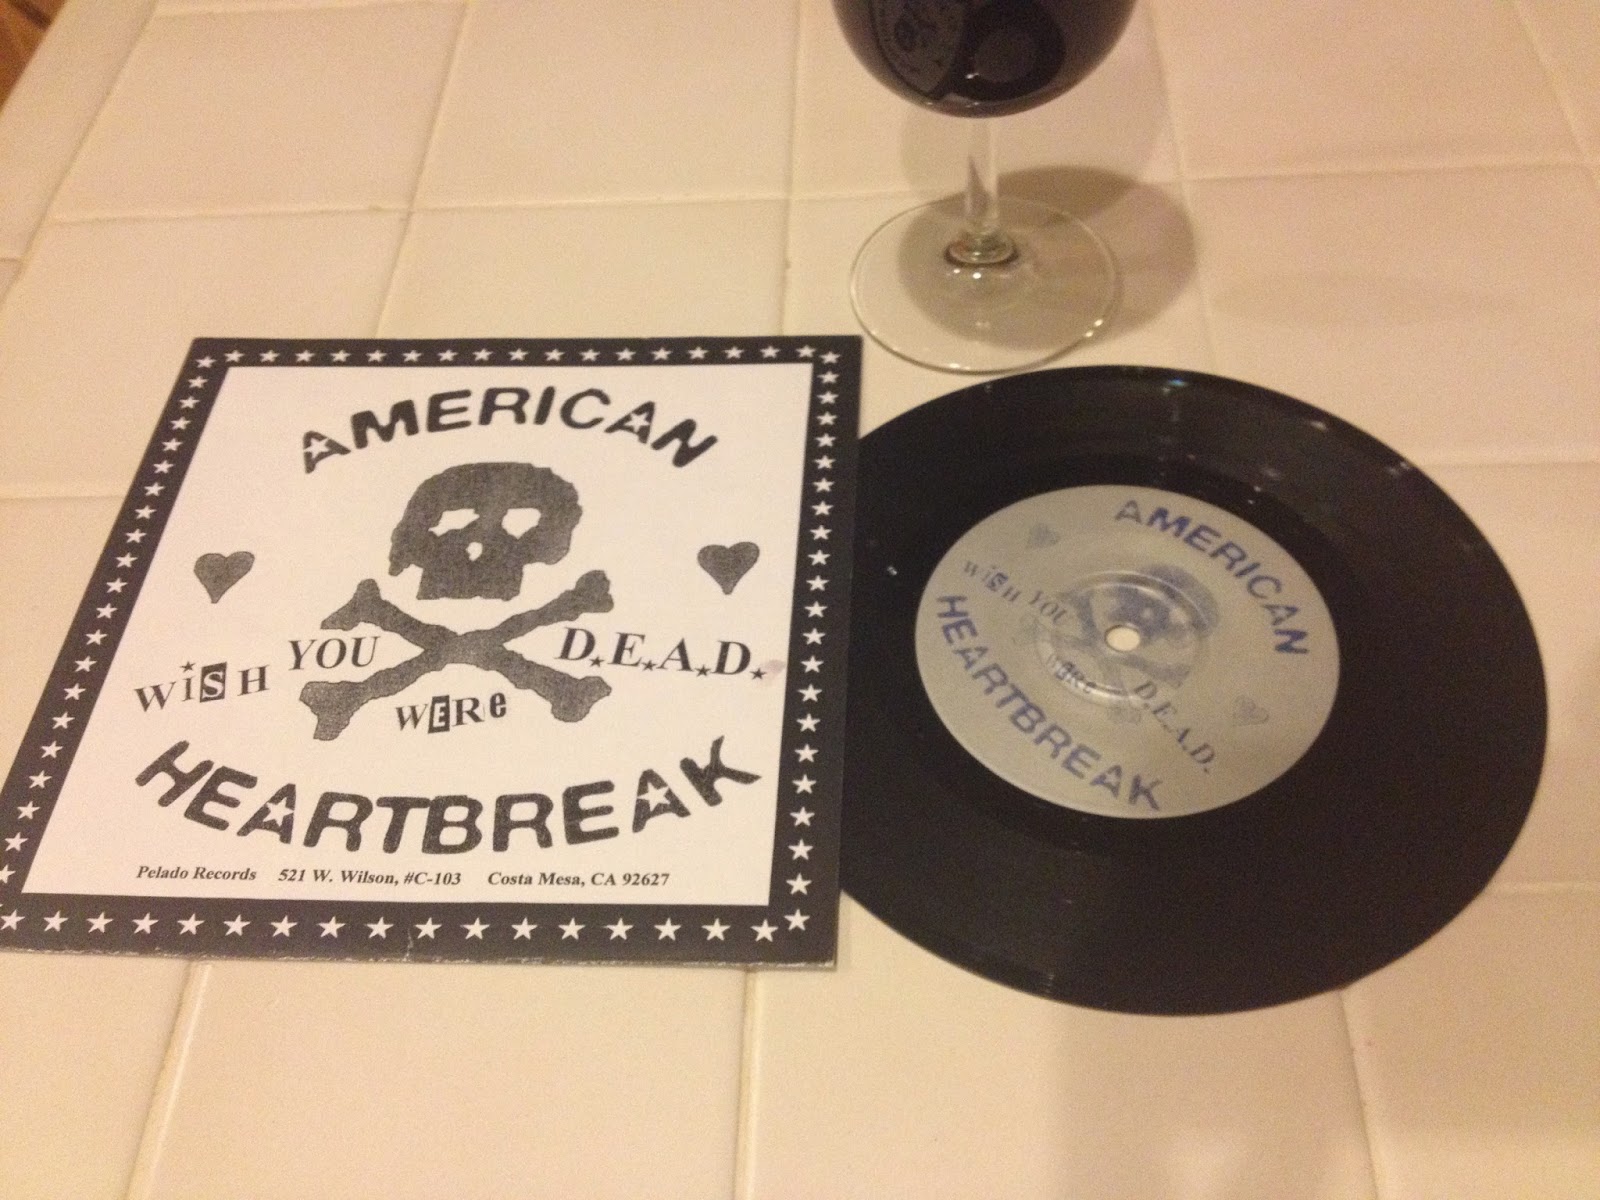 AMERICAN
WiSH YOU WERe D.E.A.D.
HEARTBREAK
Pelado Records 521 W. Wilson, #C-103 Costa Mesa, CA 92627
AMERICAN
WiSH YOU WERe D.E.A.D.
HEARTBREAK